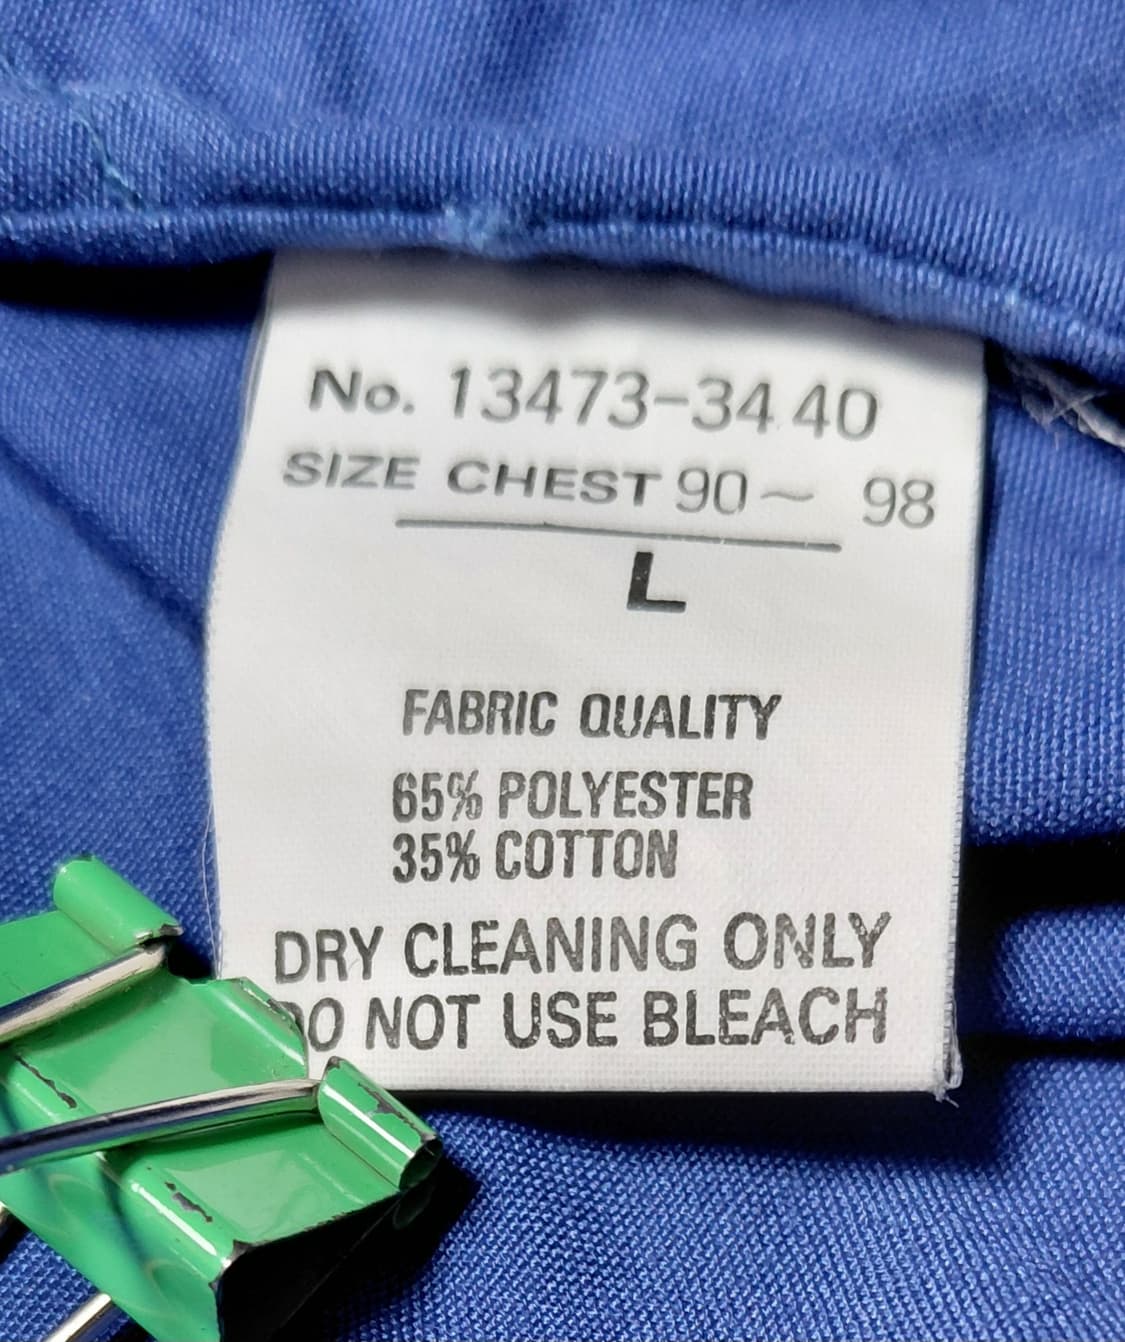 No. 13473-34 40
SIZE CHEST 90~ 98
L
FABRIC QUALITY
65% POLYESTER
35% COTTON
DRY CLEANING ONLY
DO NOT USE BLEACH